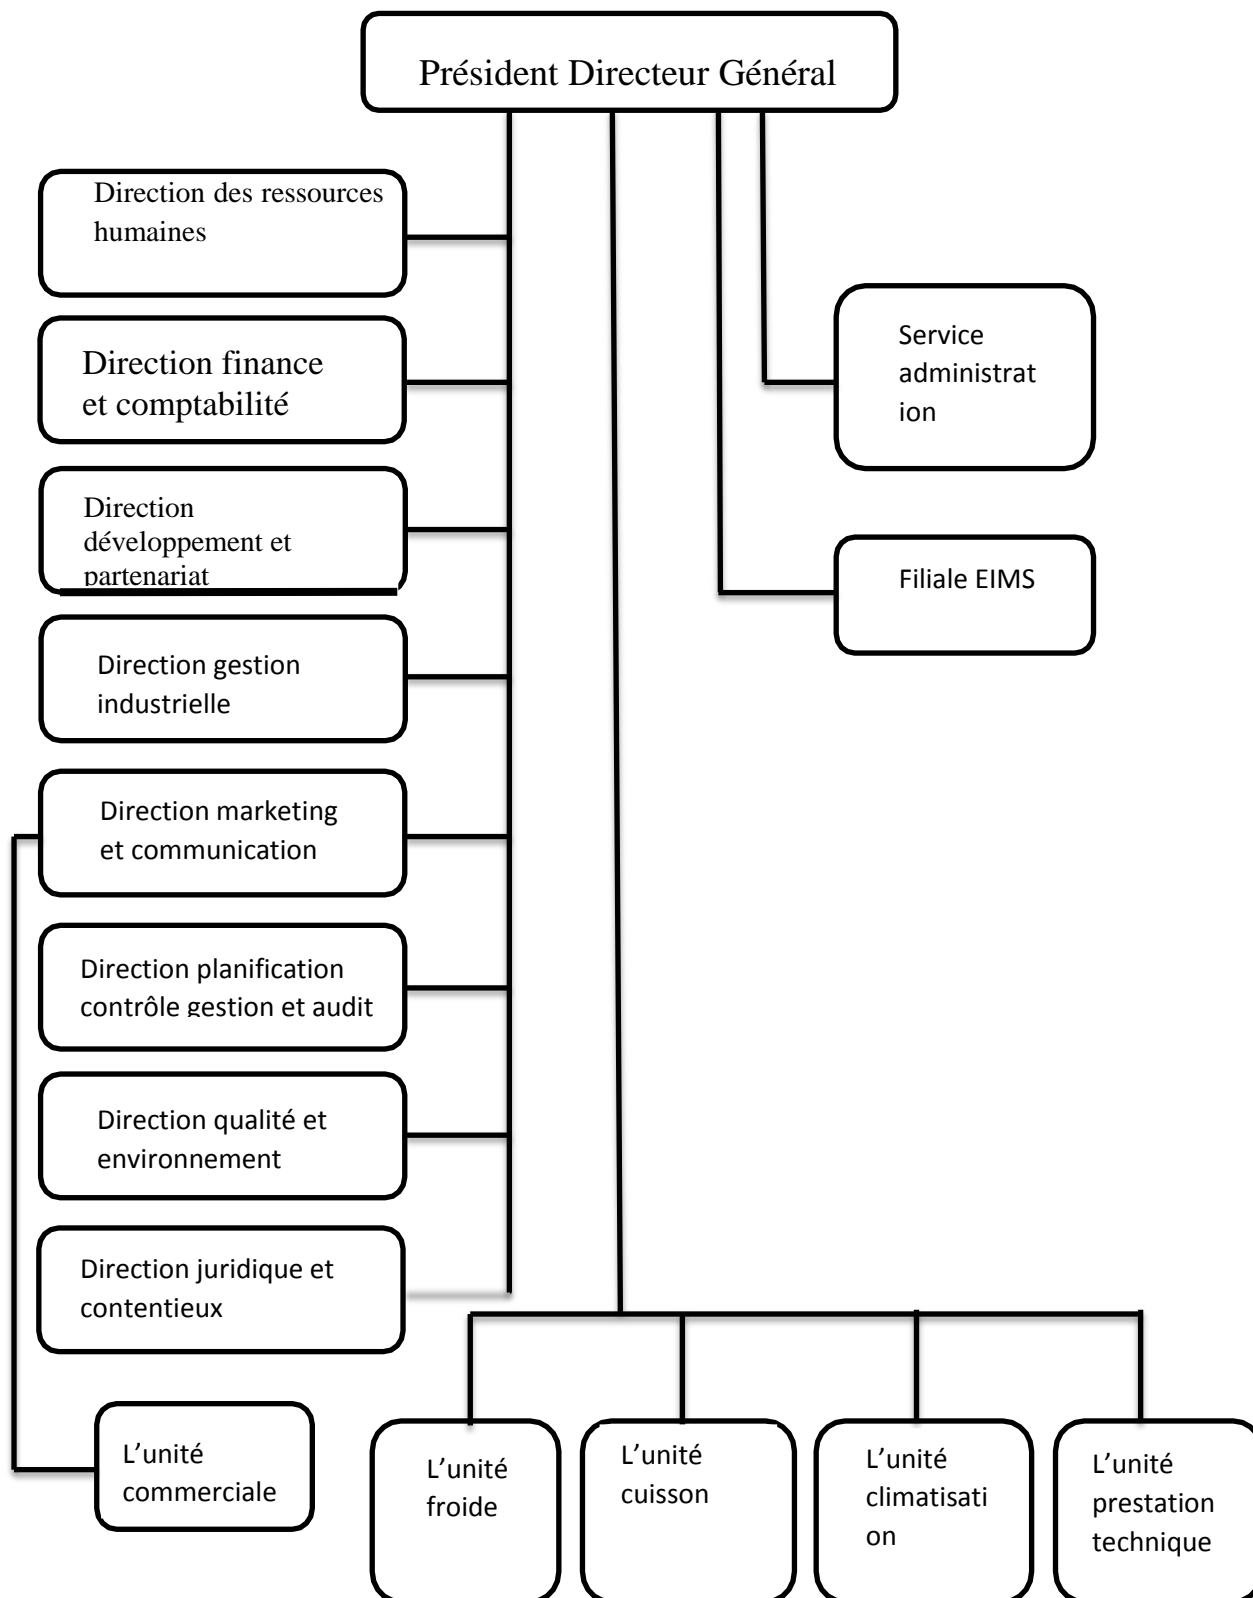 Président Directeur Général
Direction des ressources
humaines
Direction finance
et comptabilité
Direction
développement et
partenariat
Direction gestion
industrielle
Direction marketing
et communication
Direction planification
contrôle gestion et audit
Direction qualité et
environnement
Direction juridique et
contentieux
Service
administrat
ion
Filiale EIMS
L’unité
commerciale
L’unité
froide
L’unité
cuisson
L’unité
climatisati
on
L’unité
prestation
technique